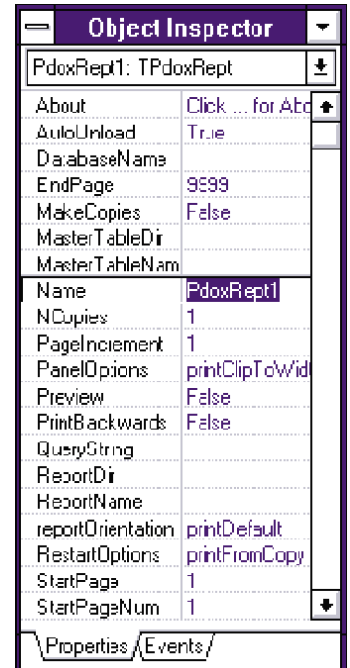 Object Inspector
PdoxRept1: TPdoxRept
About Click ... for Abo
AutoUnload True
DatabaseName
EndPage 9999
MakeCopies False
MasterTableDir
MasterTableNam
Name PdoxRept1
NCopies 1
PageIncrement 1
PanelOptions printClipToWid
Preview False
PrintBackwards False
QueryString
ReportDir
ReportName
reportOrientation printDefault
RestartOptions printFromCopy
StartPage 1
StartPageNum 1
Properties Events